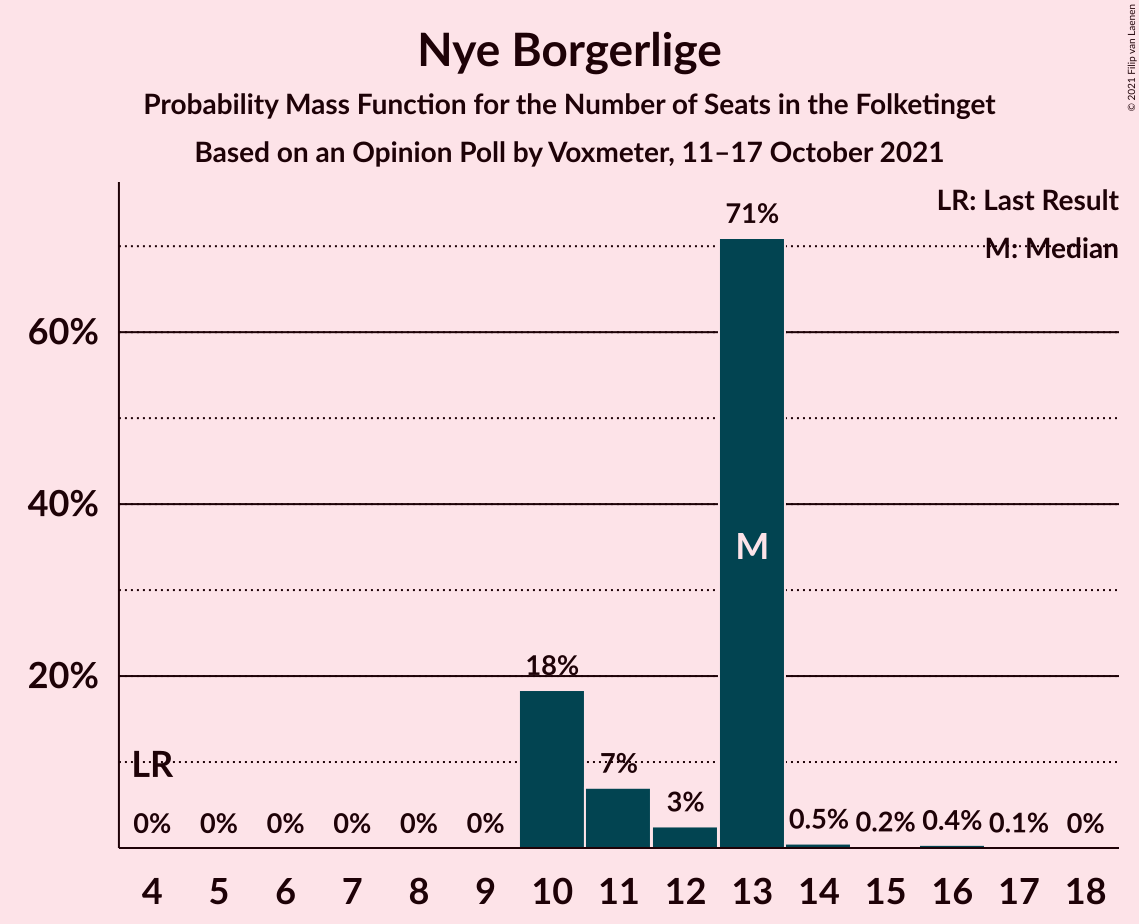 Nye Borgerlige
Probability Mass Function for the Number of Seats in the Folketinget
Based on an Opinion Poll by Voxmeter, 11–17 October 2021
© 2021 Filip van Laenen
LR: Last Result
M: Median
71%
60%
40%
M
20%
18%
LR
7%
3%
0% 0% 0% 0% 0% 0% 0.5% 0.2% 0.4% 0.1% 0%
4 5 6 7 8 9 10 11 12 13 14 15 16 17 18